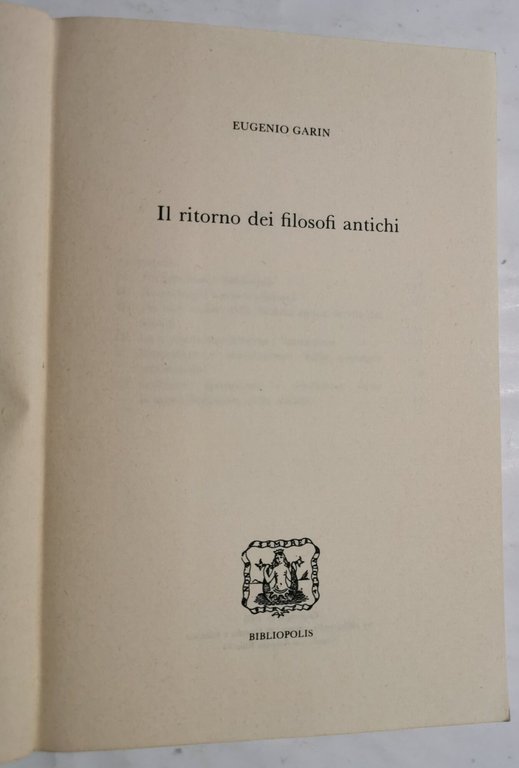 EUGENIO GARIN
Il ritorno dei filosofi antichi
BIBLIOPOLIS